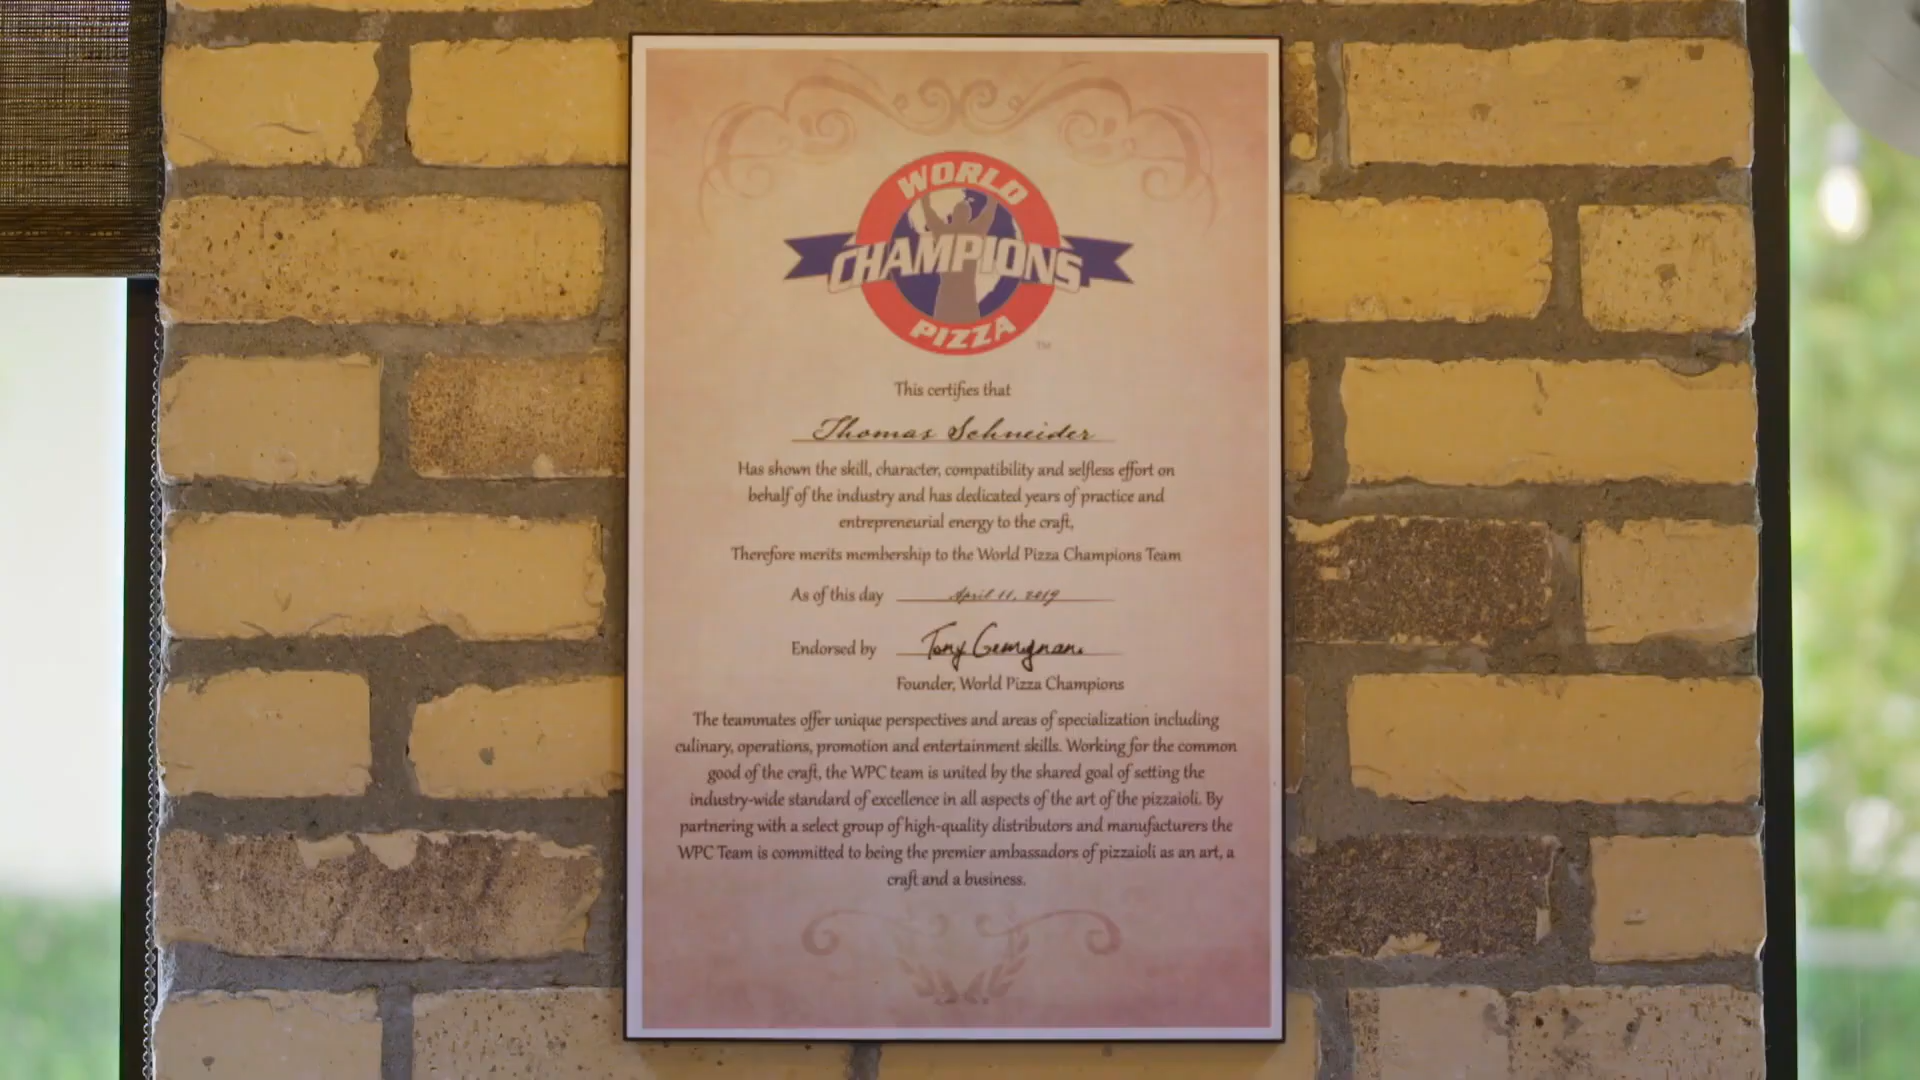 WORLD
CHAMPIONS
PIZZA
TM
This certifies that
Thomas Schneider
Has shown the skill, character, compatibility and selfless effort on
behalf of the industry and has dedicated years of practice and
entrepreneurial energy to the craft,
Therefore merits membership to the World Pizza Champions Team
As of this day April 11, 2019
Endorsed by Tony Gemignani
Founder, World Pizza Champions
The teammates offer unique perspectives and areas of specialization including
culinary, operations, promotion and entertainment skills. Working for the common
good of the craft, the WPC team is united by the shared goal of setting the
industry-wide standard of excellence in all aspects of the art of the pizzaioli. By
partnering with a select group of high-quality distributors and manufacturers the
WPC Team is committed to being the premier ambassadors of pizzaioli as an art, a
craft and a business.